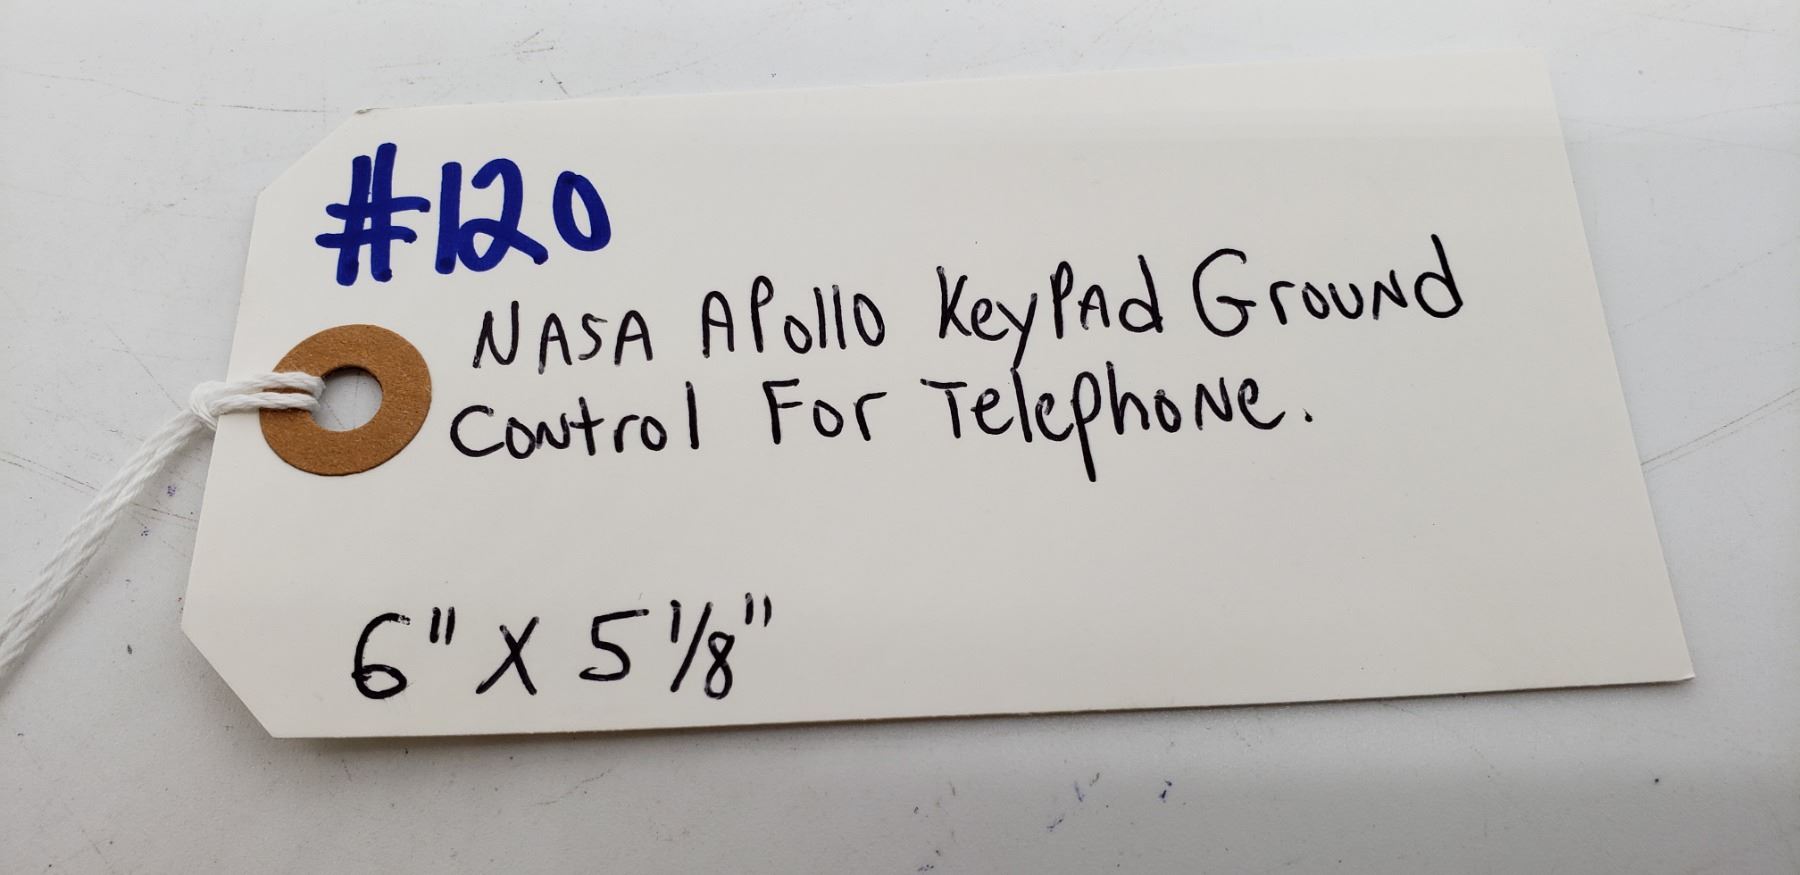 #120
NASA APollo KeyPAd GrouNd
CoNtrol For TelephoNe.
6" X 5 1/8"